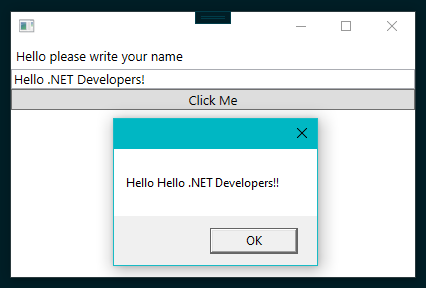 Hello please write your name
Hello .NET Developers!
Click Me
Hello Hello .NET Developers!!
OK